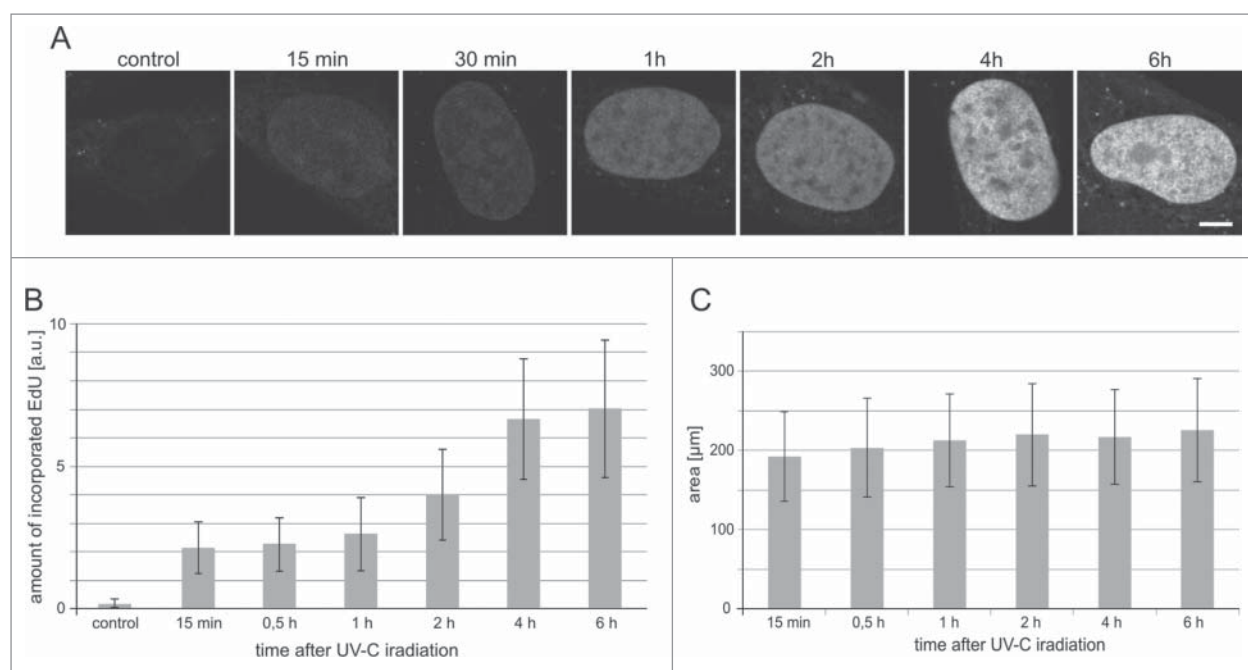 A
control 15 min 30 min 1h 2h 4h 6h
B
amount of incorporated EdU [a.u.]
10
5
0
control 15 min 0,5 h 1 h 2 h 4 h 6 h
time after UV-C irradiation
C
area [µm]
300
200
100
0
15 min 0,5 h 1 h 2 h 4 h 6 h
time after UV-C irradiation